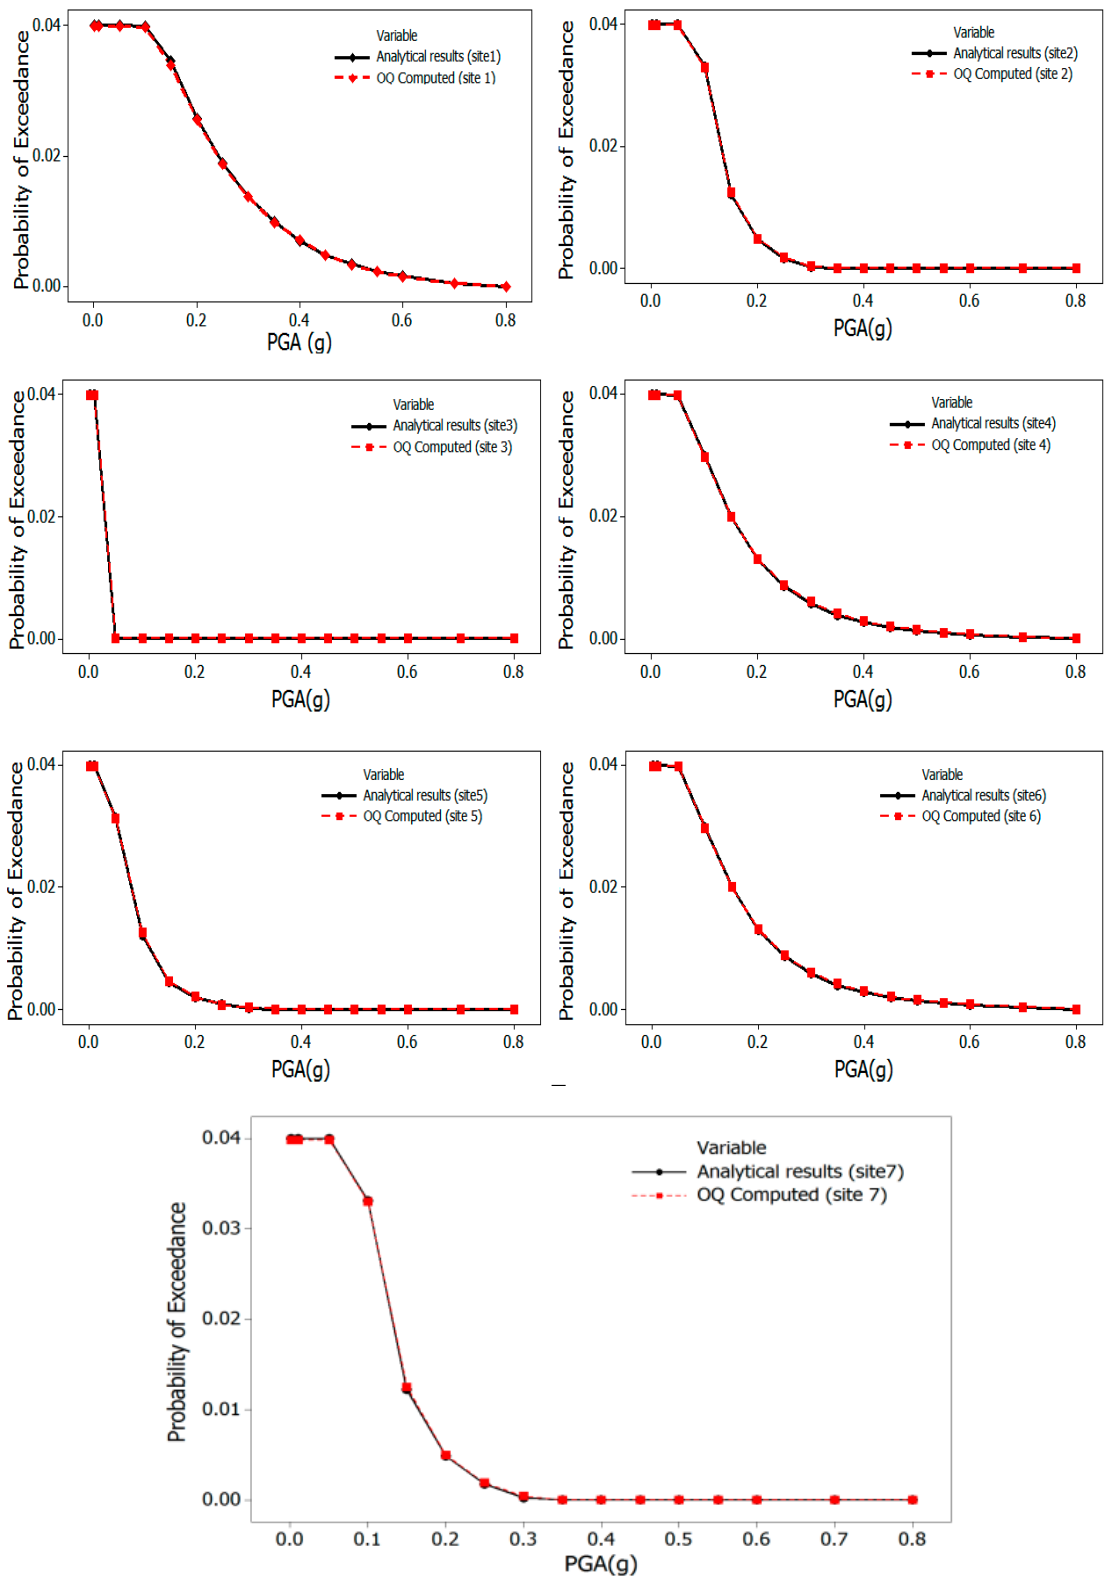 Probability of Exceedance
0.04
0.02
0.00
Variable
Analytical results (site1)
OQ Computed (site 1)
0.0 0.2 0.4 0.6 0.8
PGA (g)
Probability of Exceedance
0.04
0.02
0.00
Variable
Analytical results (site2)
OQ Computed (site 2)
0.0 0.2 0.4 0.6 0.8
PGA(g)
Probability of Exceedance
0.04
0.02
0.00
Variable
Analytical results (site3)
OQ Computed (site 3)
0.0 0.2 0.4 0.6 0.8
PGA(g)
Probability of Exceedance
0.04
0.02
0.00
Variable
Analytical results (site4)
OQ Computed (site 4)
0.0 0.2 0.4 0.6 0.8
PGA(g)
Probability of Exceedance
0.04
0.02
0.00
Variable
Analytical results (site5)
OQ Computed (site 5)
0.0 0.2 0.4 0.6 0.8
PGA(g)
Probability of Exceedance
0.04
0.02
0.00
Variable
Analytical results (site6)
OQ Computed (site 6)
0.0 0.2 0.4 0.6 0.8
PGA(g)
Probability of Exceedance
0.04
0.03
0.02
0.01
0.00
Variable
Analytical results (site7)
OQ Computed (site 7)
0.0 0.1 0.2 0.3 0.4 0.5 0.6 0.7 0.8
PGA(g)